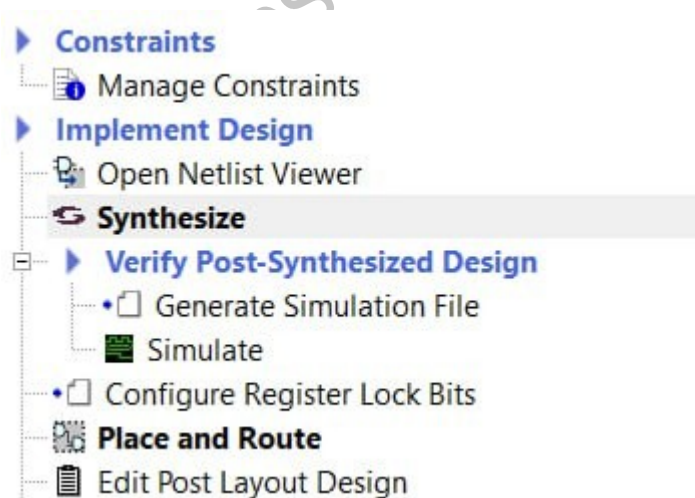 Constraints
Manage Constraints
Implement Design
Open Netlist Viewer
Synthesize
Verify Post-Synthesized Design
Generate Simulation File
Simulate
Configure Register Lock Bits
Place and Route
Edit Post Layout Design